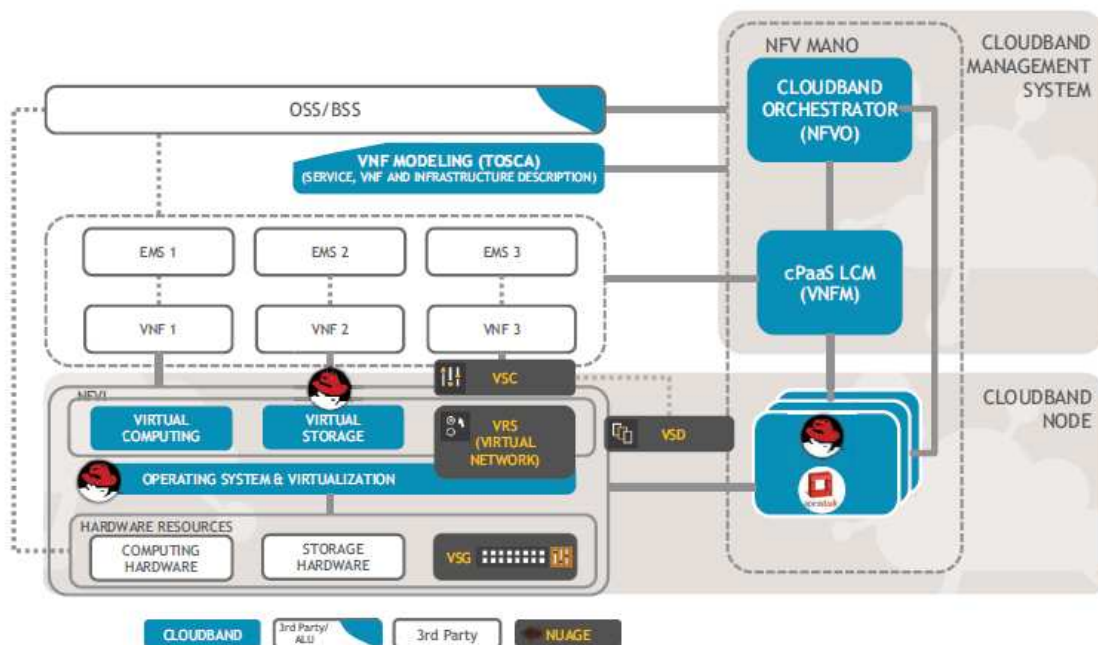 NFV MANO
CLOUDBAND
MANAGEMENT
SYSTEM
CLOUDBAND
ORCHESTRATOR
(NFVO)
OSS/BSS
VNF MODELING (TOSCA)
(SERVICE, VNF AND INFRASTRUCTURE DESCRIPTION)
EMS 1
EMS 2
EMS 3
cPaaS LCM
(VNFM)
VNF 1
VNF 2
VNF 3
VSC
NFVI
VIRTUAL
COMPUTING
VIRTUAL
STORAGE
VRS
(VIRTUAL
NETWORK)
VSD
CLOUDBAND
NODE
OPERATING SYSTEM & VIRTUALIZATION
openstack
HARDWARE RESOURCES
COMPUTING
HARDWARE
STORAGE
HARDWARE
VSG
CLOUDBAND
3rd Party/
ALU
3rd Party
NUAGE